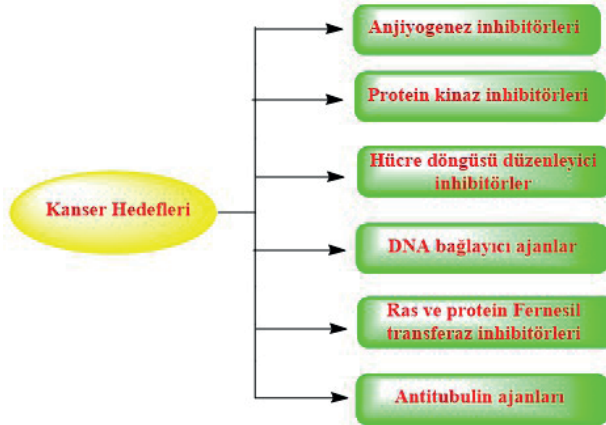 Anjiyogenez inhibitörleri
Protein kinaz inhibitörleri
Hücre döngüsü düzenleyici
inhibitörler
Kanser Hedefleri
DNA bağlayıcı ajanlar
Ras ve protein Fernesil
transferaz inhibitörleri
Antitubulin ajanları